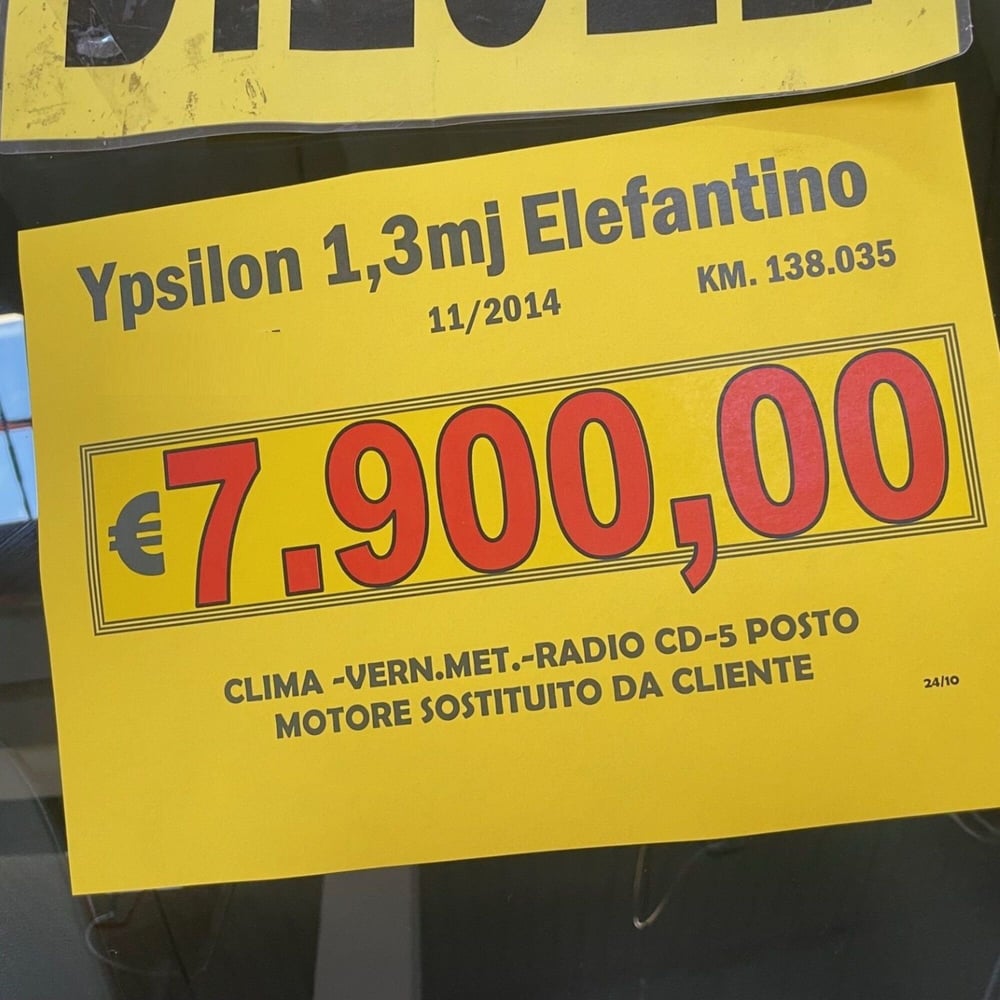 Ypsilon 1,3mj Elefantino
11/2014 KM. 138.035
€7.900,00
CLIMA -VERN.MET.-RADIO CD-5 POSTO
MOTORE SOSTITUITO DA CLIENTE
24/10